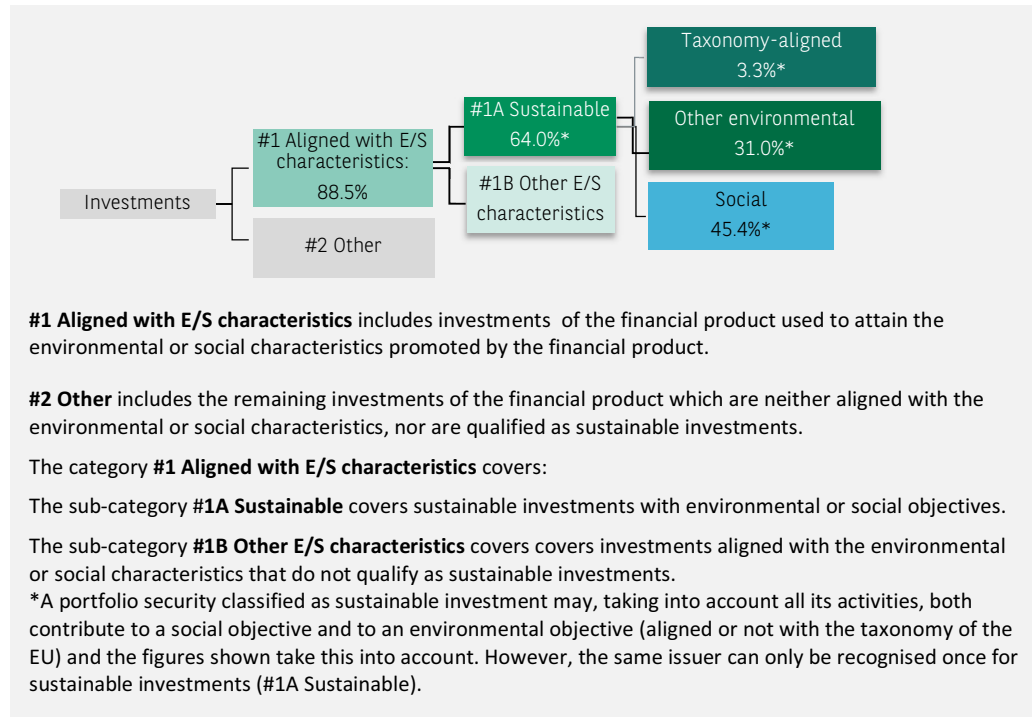 Taxonomy-aligned
3.3%*
#1A Sustainable
64.0%*
Other environmental
31.0%*
#1 Aligned with E/S
characteristics:
88.5%
#1B Other E/S
characteristics
Investments
Social
45.4%*
#2 Other
#1 Aligned with E/S characteristics includes investments of the financial product used to attain the
environmental or social characteristics promoted by the financial product.
#2 Other includes the remaining investments of the financial product which are neither aligned with the
environmental or social characteristics, nor are qualified as sustainable investments.
The category #1 Aligned with E/S characteristics covers:
The sub-category #1A Sustainable covers sustainable investments with environmental or social objectives.
The sub-category #1B Other E/S characteristics covers covers investments aligned with the environmental
or social characteristics that do not qualify as sustainable investments.
*A portfolio security classified as sustainable investment may, taking into account all its activities, both
contribute to a social objective and to an environmental objective (aligned or not with the taxonomy of the
EU) and the figures shown take this into account. However, the same issuer can only be recognised once for
sustainable investments (#1A Sustainable).